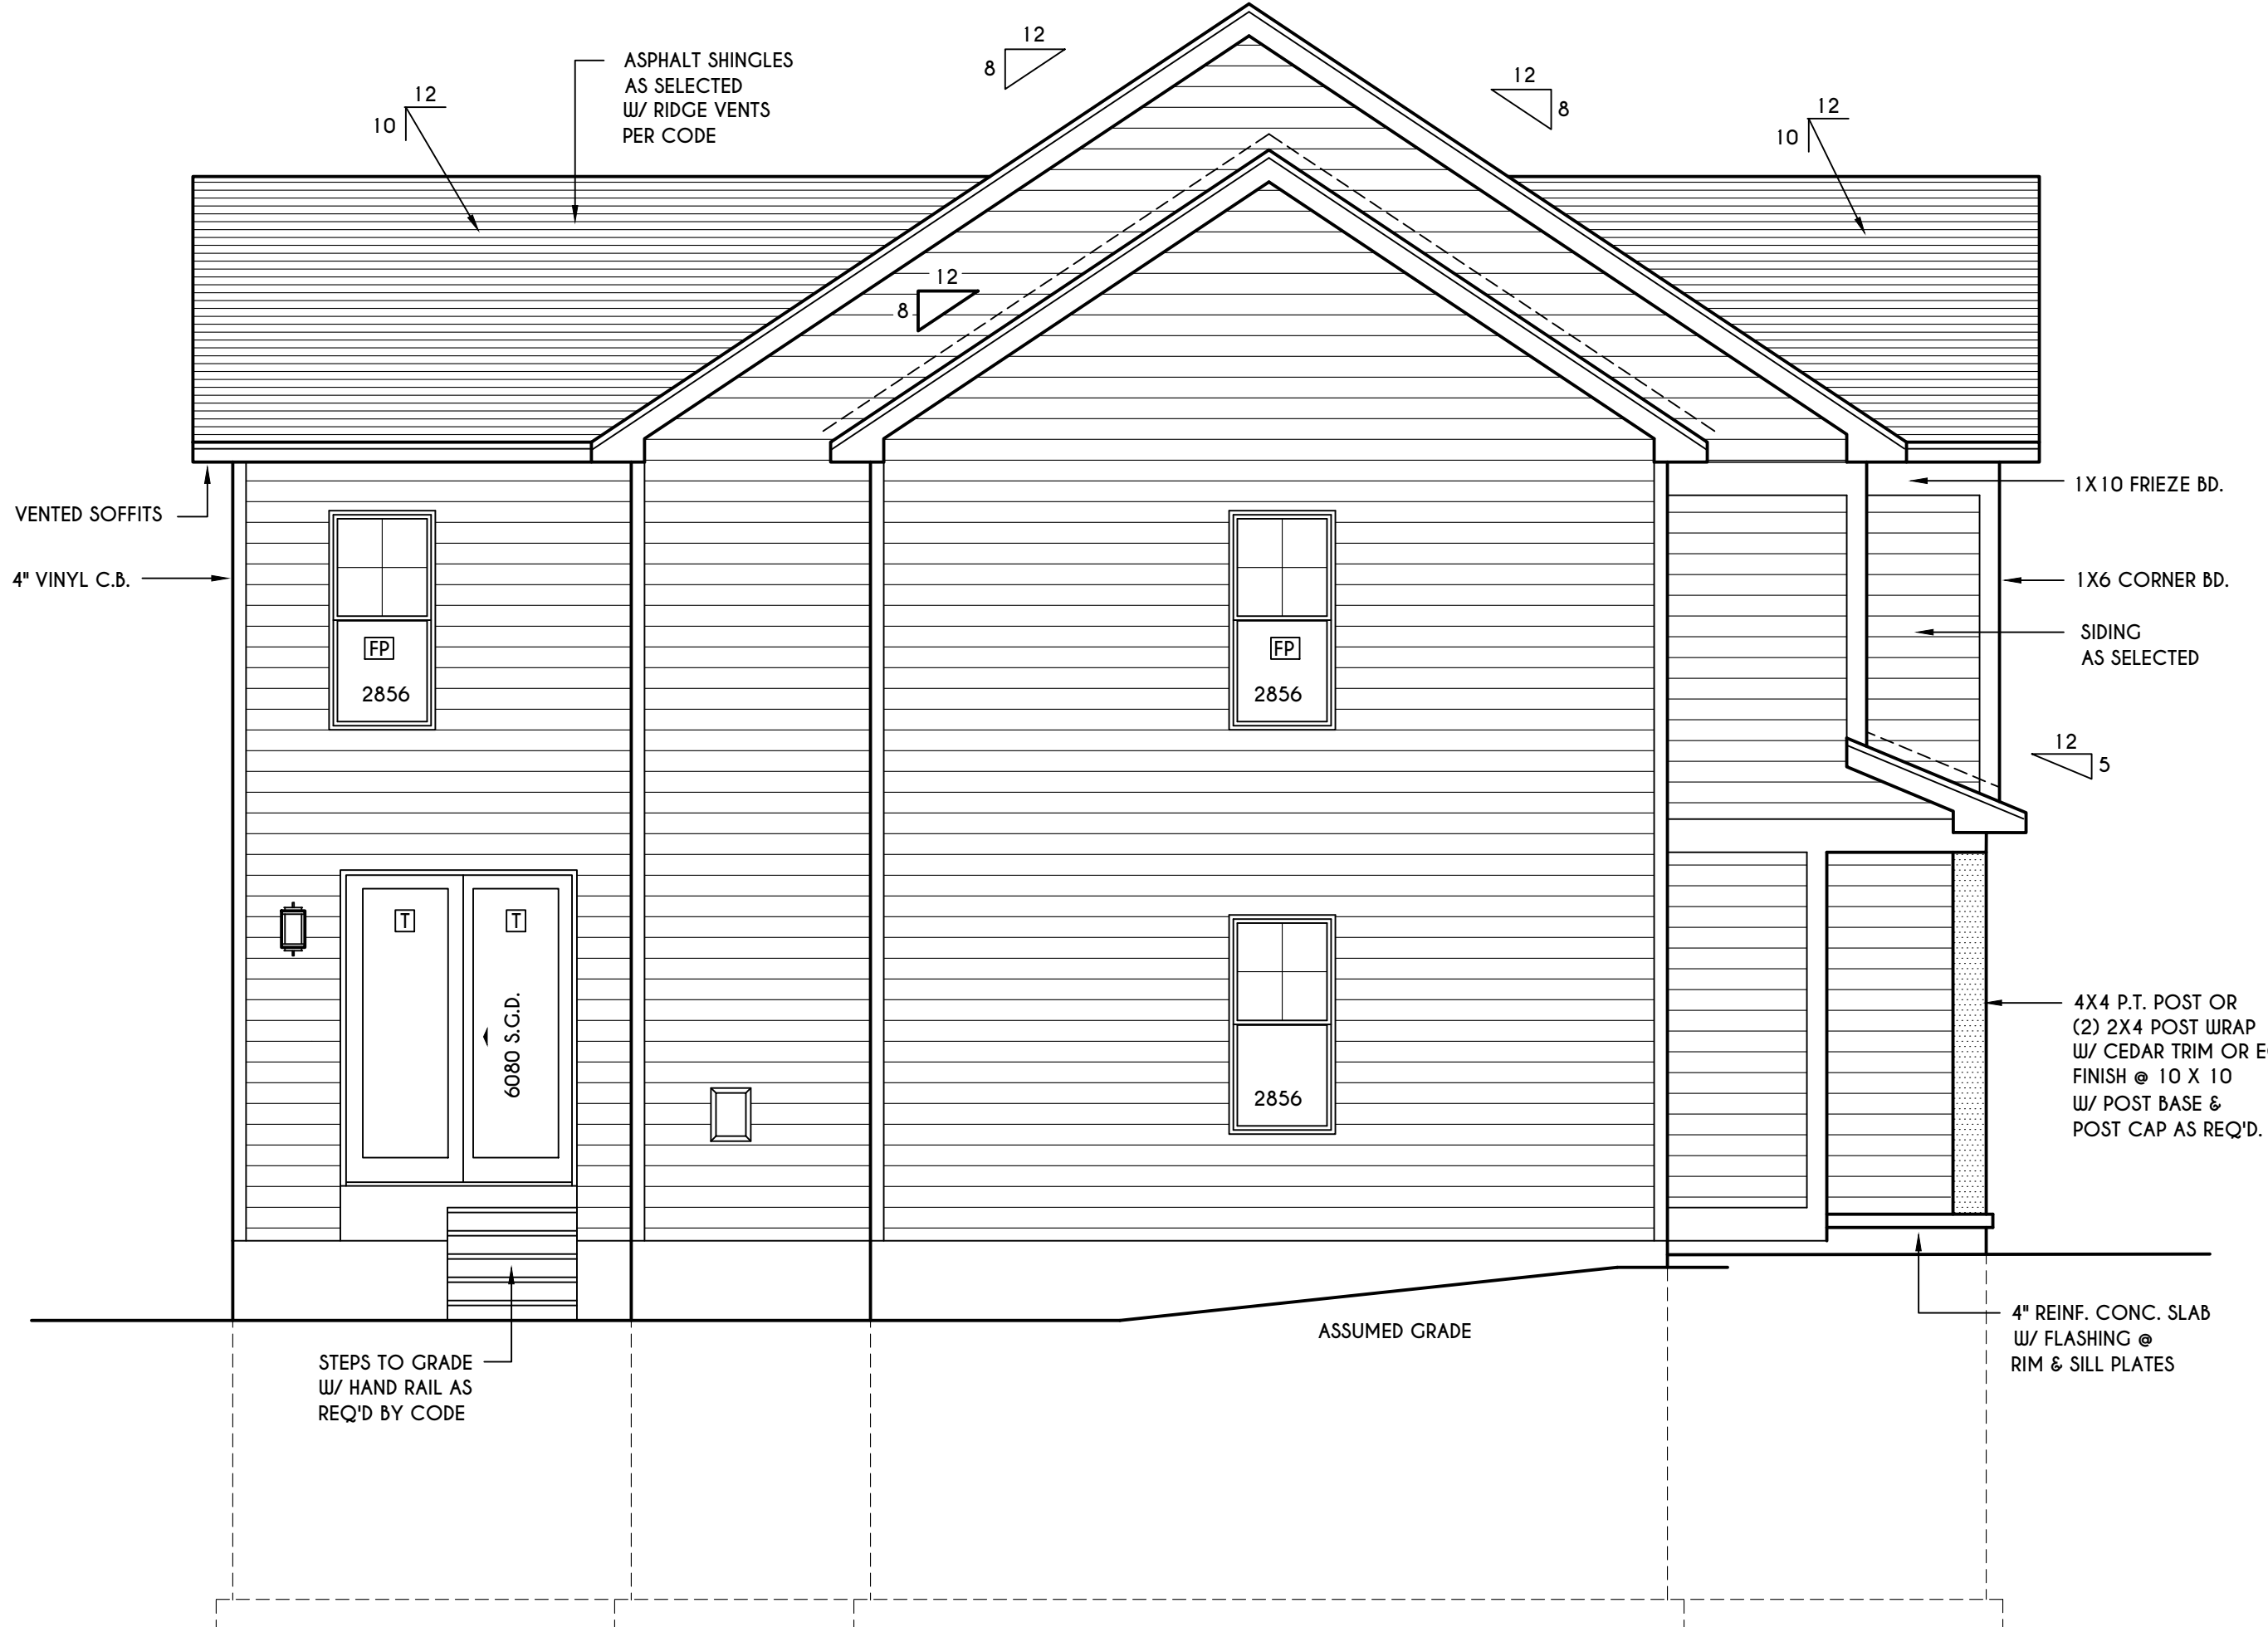 12
8
ASPHALT SHINGLES
AS SELECTED
W/ RIDGE VENTS
PER CODE
12
10
12
8
12
10
12
8
VENTED SOFFITS
4" VINYL C.B.
1X10 FRIEZE BD.
1X6 CORNER BD.
SIDING
AS SELECTED
FP
2856
FP
2856
12
5
T
T
6080 S.G.D.
2856
4X4 P.T. POST OR
(2) 2X4 POST WRAP
W/ CEDAR TRIM OR
FINISH @ 10 X 10
W/ POST BASE &
POST CAP AS REQ'D.
ASSUMED GRADE
4" REINF. CONC. SLAB
W/ FLASHING @
RIM & SILL PLATES
STEPS TO GRADE
W/ HAND RAIL AS
REQ'D BY CODE